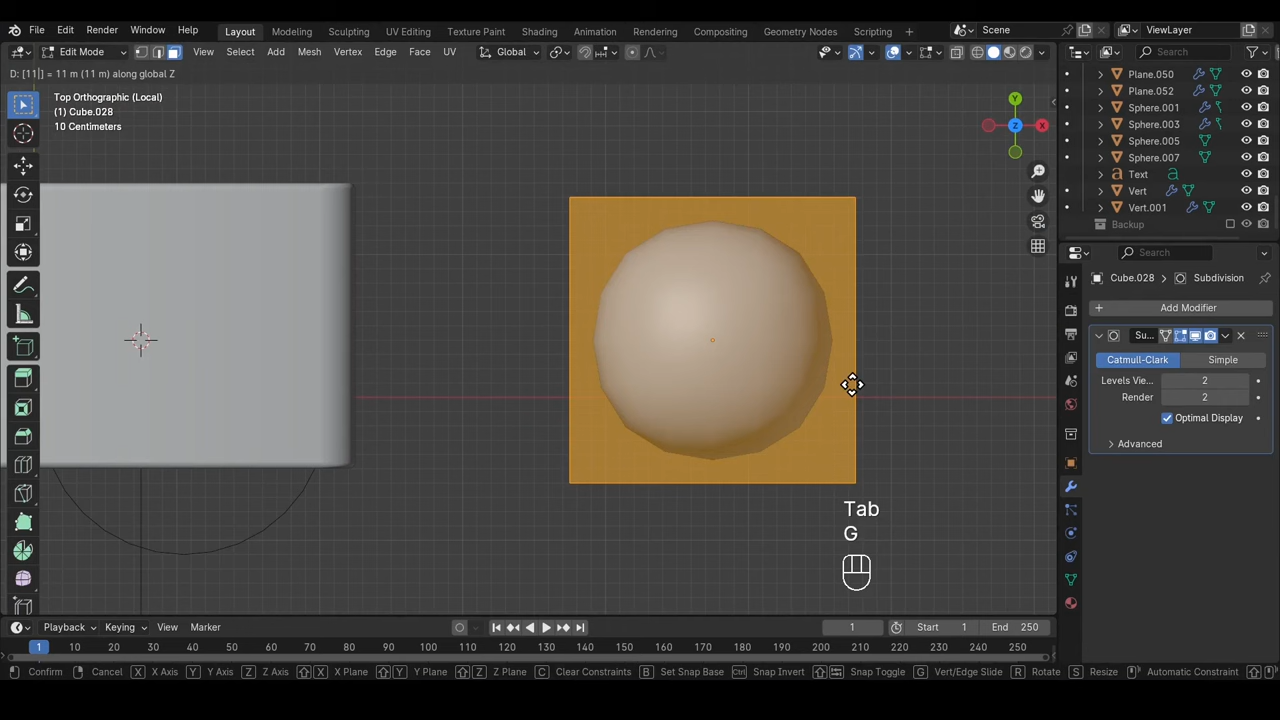 File Edit Render Window Help Layout Modeling Sculpting UV Editing Texture Paint Shading Animation Rendering Compositing Geometry Nodes Scripting Scene ViewLayer
Edit Mode View Select Add Mesh Vertex Edge Face UV Global Search
D: [11|] = 11 m (11 m) along global Z
Top Orthographic (Local)
(1) Cube.028
10 Centimeters
Y
Z
X
Plane.050
Plane.052
Sphere.001
Sphere.003
Sphere.005
Sphere.007
Text
Vert
Vert.001
Backup
Search
Cube.028 Subdivision
Add Modifier
Su...
Catmull-Clark Simple
Levels Vie... 2
Render 2
Optimal Display
Advanced
Tab
G
Playback Keying View Marker 1 Start 1 End 250
1 10 20 30 40 50 60 70 80 90 100 110 120 130 140 150 160 170 180 190 200 210 220 230 240 250
Confirm Cancel X X Axis Y Y Axis Z Z Axis X X Plane Y Y Plane Z Z Plane C Clear Constraints B Set Snap Base Ctrl Snap Invert Snap Toggle G Vert/Edge Slide R Rotate S Resize Automatic Constraint